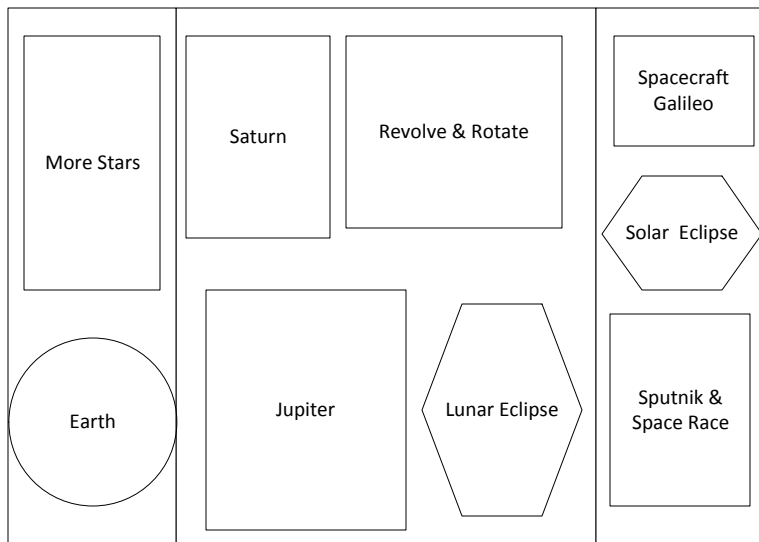 More Stars
Earth
Saturn
Revolve & Rotate
Jupiter
Lunar Eclipse
Spacecraft
Galileo
Solar Eclipse
Sputnik &
Space Race